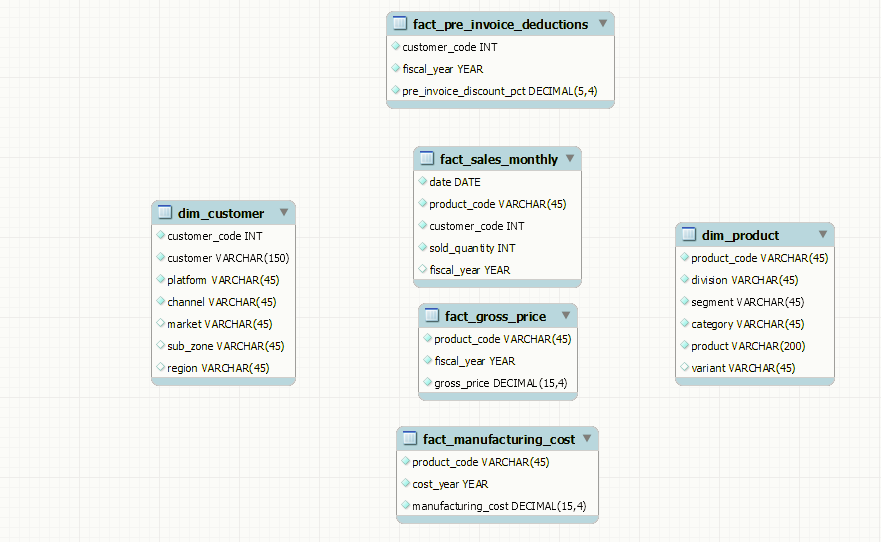 fact_pre_invoice_deductions
customer_code INT
fiscal_year YEAR
pre_invoice_discount_pct DECIMAL(5,4)
fact_sales_monthly
date DATE
product_code VARCHAR(45)
customer_code INT
sold_quantity INT
fiscal_year YEAR
dim_customer
customer_code INT
customer VARCHAR(150)
platform VARCHAR(45)
channel VARCHAR(45)
market VARCHAR(45)
sub_zone VARCHAR(45)
region VARCHAR(45)
dim_product
product_code VARCHAR(45)
division VARCHAR(45)
segment VARCHAR(45)
category VARCHAR(45)
product VARCHAR(200)
variant VARCHAR(45)
fact_gross_price
product_code VARCHAR(45)
fiscal_year YEAR
gross_price DECIMAL(15,4)
fact_manufacturing_cost
product_code VARCHAR(45)
cost_year YEAR
manufacturing_cost DECIMAL(15,4)